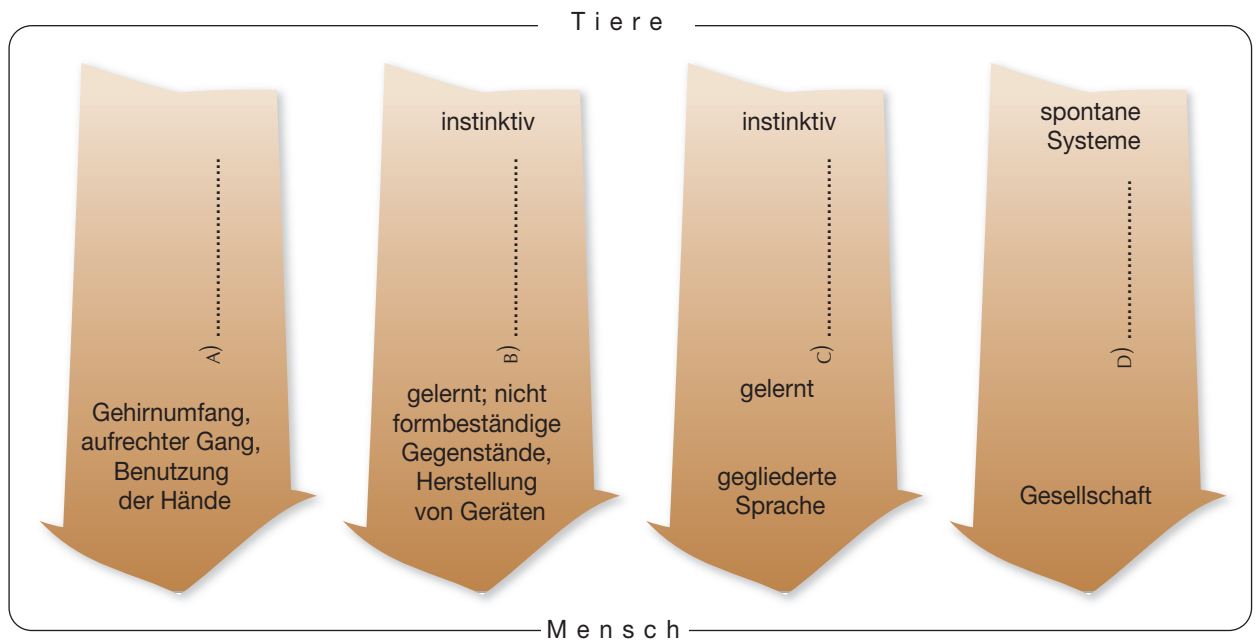 Tiere
A) ....................
Gehirnumfang,
aufrechter Gang,
Benutzung
der Hände
instinktiv
B) ....................
gelernt; nicht
formbeständige
Gegenstände,
Herstellung
von Geräten
instinktiv
C) ....................
gelernt
gegliederte
Sprache
spontane
Systeme
D) ....................
Gesellschaft
Mensch